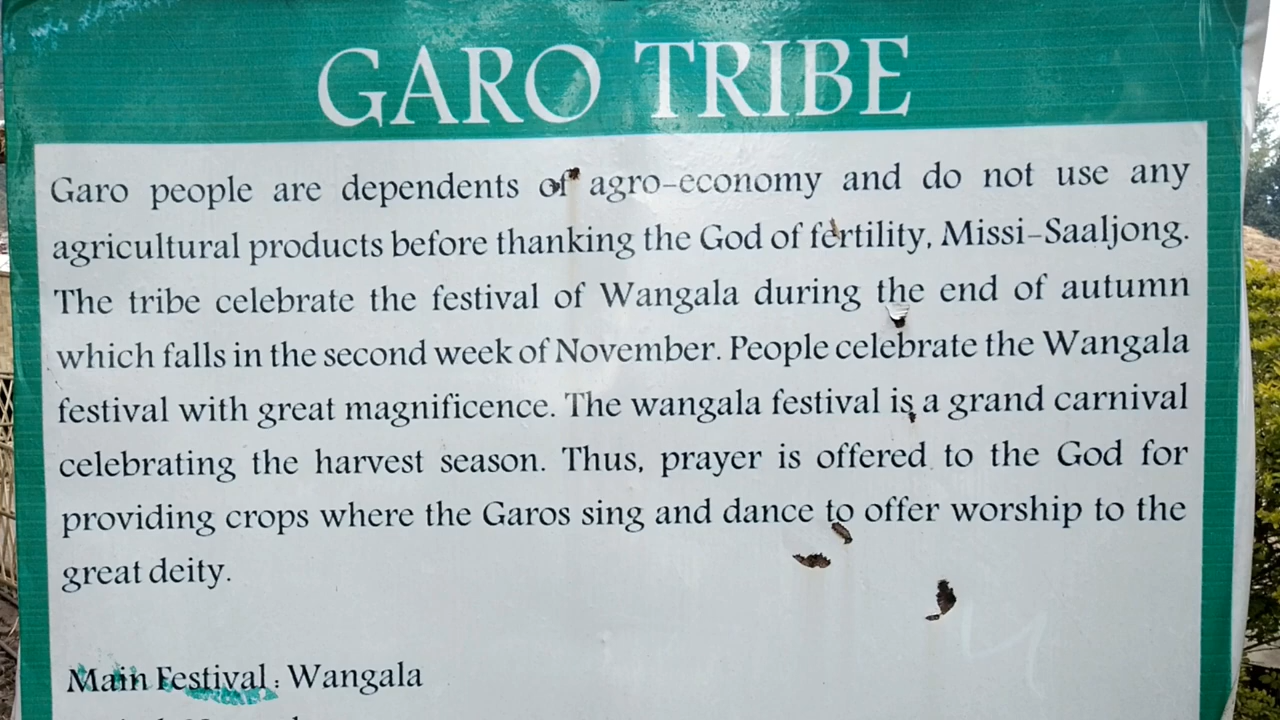 GARO TRIBE
Garo people are dependents of agro-economy and do not use any
agricultural products before thanking the God of fertility, Missi-Saaljong.
The tribe celebrate the festival of Wangala during the end of autumn
which falls in the second week of November. People celebrate the Wangala
festival with great magnificence. The wangala festival is a grand carnival
celebrating the harvest season. Thus, prayer is offered to the God for
providing crops where the Garos sing and dance to offer worship to the
great deity.
Main Festival : Wangala